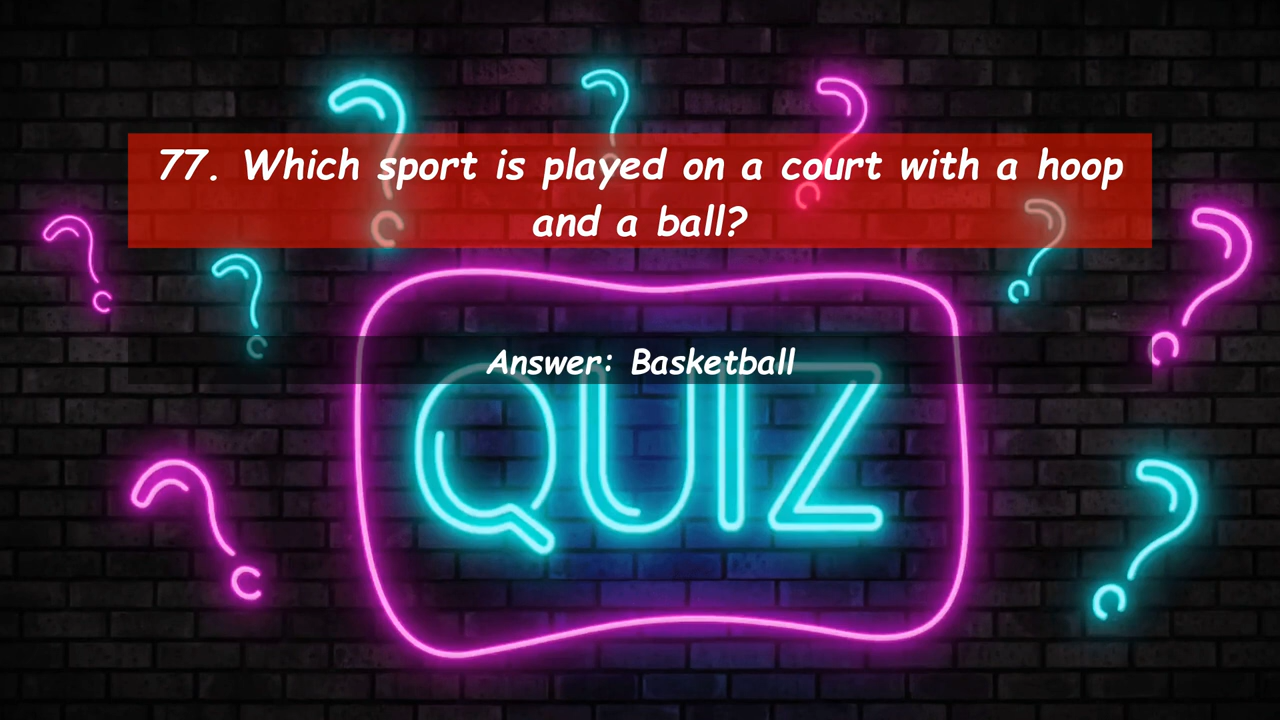 77. Which sport is played on a court with a hoop
and a ball?
Answer: Basketball
QUIZ